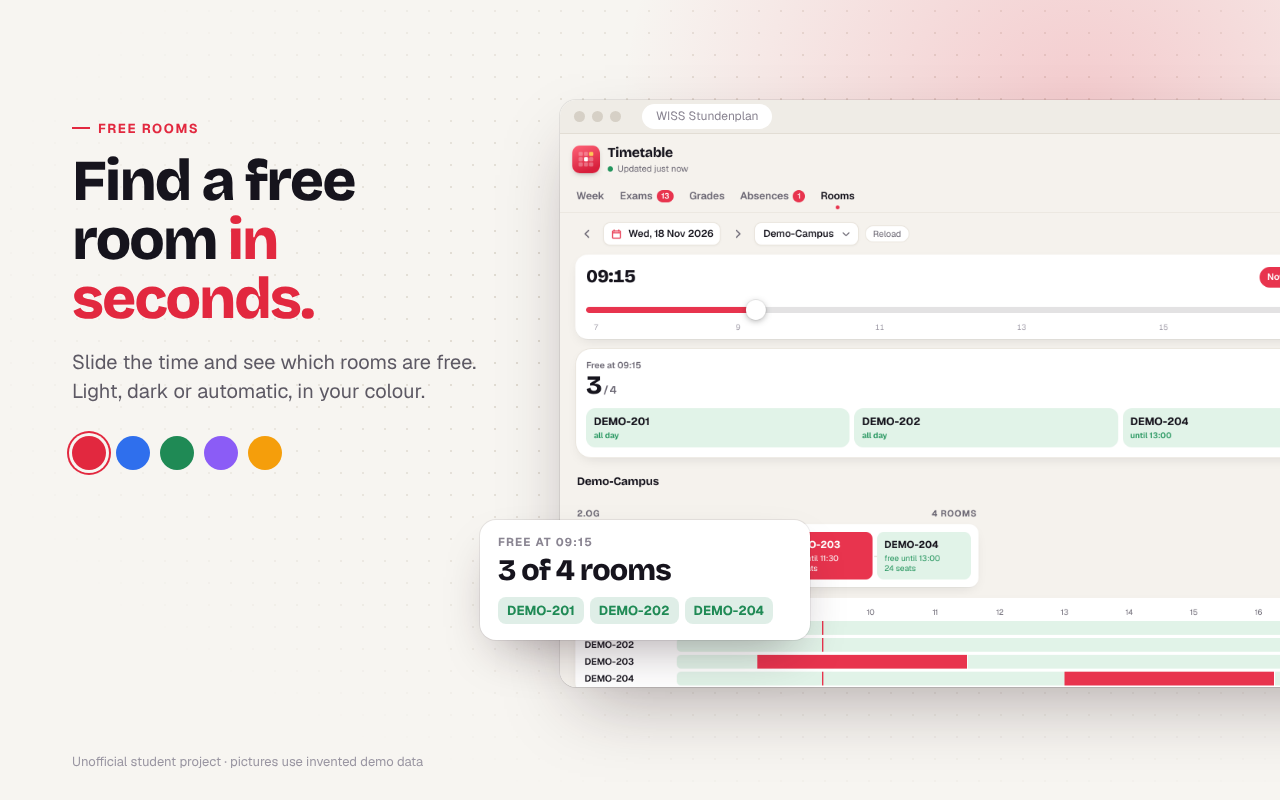 FREE ROOMS
Find a free
room in
seconds.
Slide the time and see which rooms are free.
Light, dark or automatic, in your colour.
WISS Stundenplan
Timetable
Updated just now
Week Exams 13 Grades Absences 1 Rooms
Wed, 18 Nov 2026 Demo-Campus Reload
09:15
7 9 11 13 15
Free at 09:15
3 / 4
DEMO-201 DEMO-202 DEMO-204
all day all day until 13:00
Demo-Campus
2.OG 4 ROOMS
DEMO-204
free until 13:00
24 seats
FREE AT 09:15
3 of 4 rooms
DEMO-201 DEMO-202 DEMO-204
10 11 12 13 14 15 16
DEMO-202
DEMO-203
DEMO-204
Unofficial student project · pictures use invented demo data